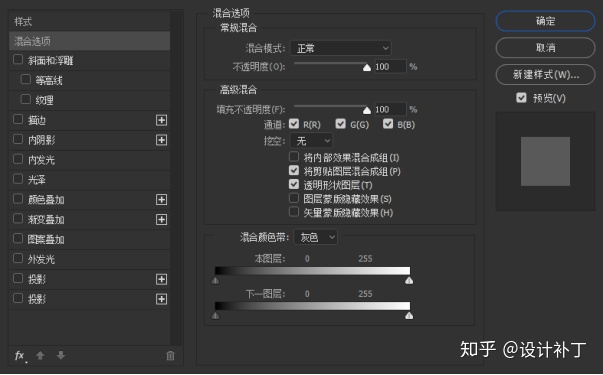 样式
混合选项
斜面和浮雕
等高线
纹理
描边
内阴影
内发光
光泽
颜色叠加
渐变叠加
图案叠加
外发光
投影
投影
fx
混合选项
常规混合
混合模式: 正常
不透明度(O): 100 %
高级混合
填充不透明度(F): 100 %
通道: R(R) G(G) B(B)
挖空: 无
将内部效果混合成组(I)
将剪贴图层混合成组(P)
透明形状图层(T)
图层蒙版隐藏效果(S)
矢量蒙版隐藏效果(H)
混合颜色带: 灰色
本图层: 0 255
下一图层: 0 255
确定
取消
新建样式(W)...
预览(V)
知乎 @设计补丁